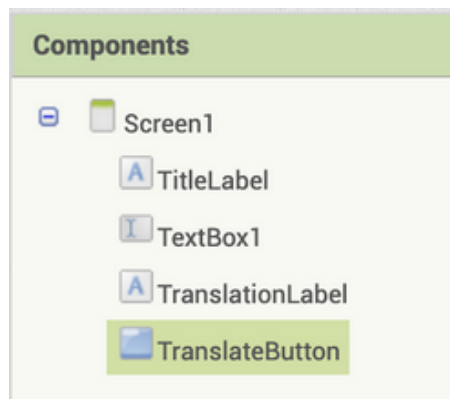 Components
Screen1
TitleLabel
TextBox1
TranslationLabel
TranslateButton